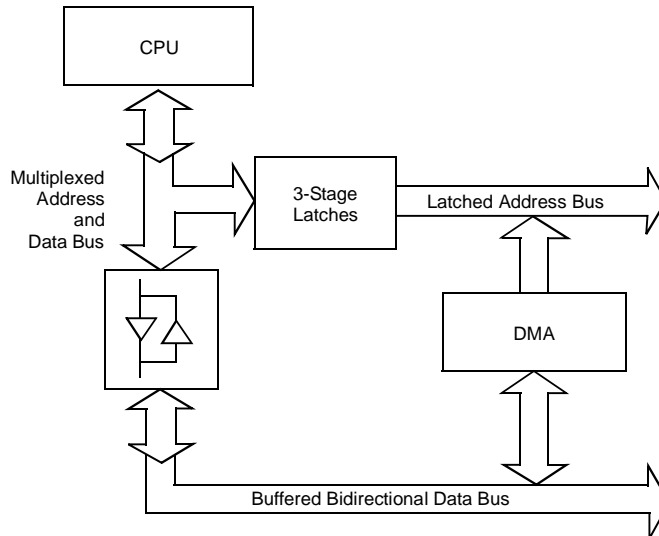 CPU
Multiplexed
Address
and
Data Bus
3-Stage
Latches
Latched Address Bus
DMA
Buffered Bidirectional Data Bus